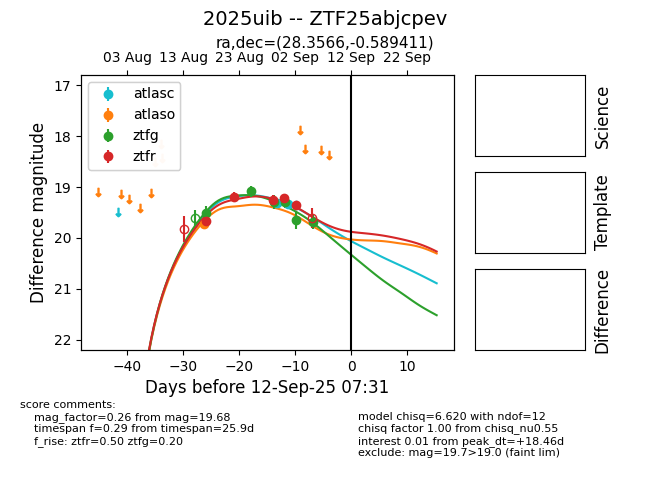 2025uib -- ZTF25abjcpev
ra,dec=(28.3566,-0.589411)
03 Aug 13 Aug 23 Aug 02 Sep 12 Sep 22 Sep
atlasc
atlaso
ztfg
ztfr
17
18
19
20
21
22
Difference magnitude
−40 −30 −20 −10 0 10
Days before 12-Sep-25 07:31
Science
Template
Difference
score comments:
mag_factor=0.26 from mag=19.68
timespan f=0.29 from timespan=25.9d
f_rise: ztfr=0.50 ztfg=0.20
model chisq=6.620 with ndof=12
chisq factor 1.00 from chisq_nu0.55
interest 0.01 from peak_dt=+18.46d
exclude: mag=19.7>19.0 (faint lim)